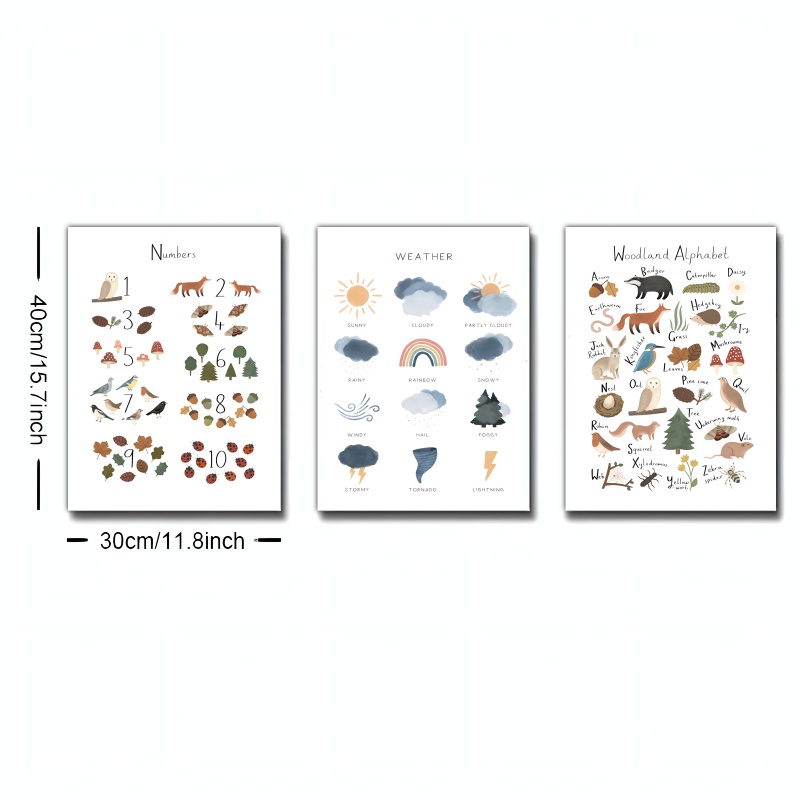 40cm/15.7inch
30cm/11.8inch
Numbers
1
2
3
4
5
6
7
8
9
10
WEATHER
SUNNY
CLOUDY
PARTLY CLOUDY
RAINY
RAINBOW
SNOWY
WINDY
HAIL
FOGGY
STORMY
TORNADO
LIGHTNING
Woodland Alphabet
Acorn
Badger
Caterpillar
Daisy
Earthworm
Fox
Grass
Hedgehog
Ivy
Jack
Rabbit
Kingfisher
Leaves
Mushrooms
Nest
Owl
Pine cone
Quail
Robin
Squirrel
Tree
Underwing moth
Vole
Web
Xylodromus
Yellow
wort
Zebra
spider